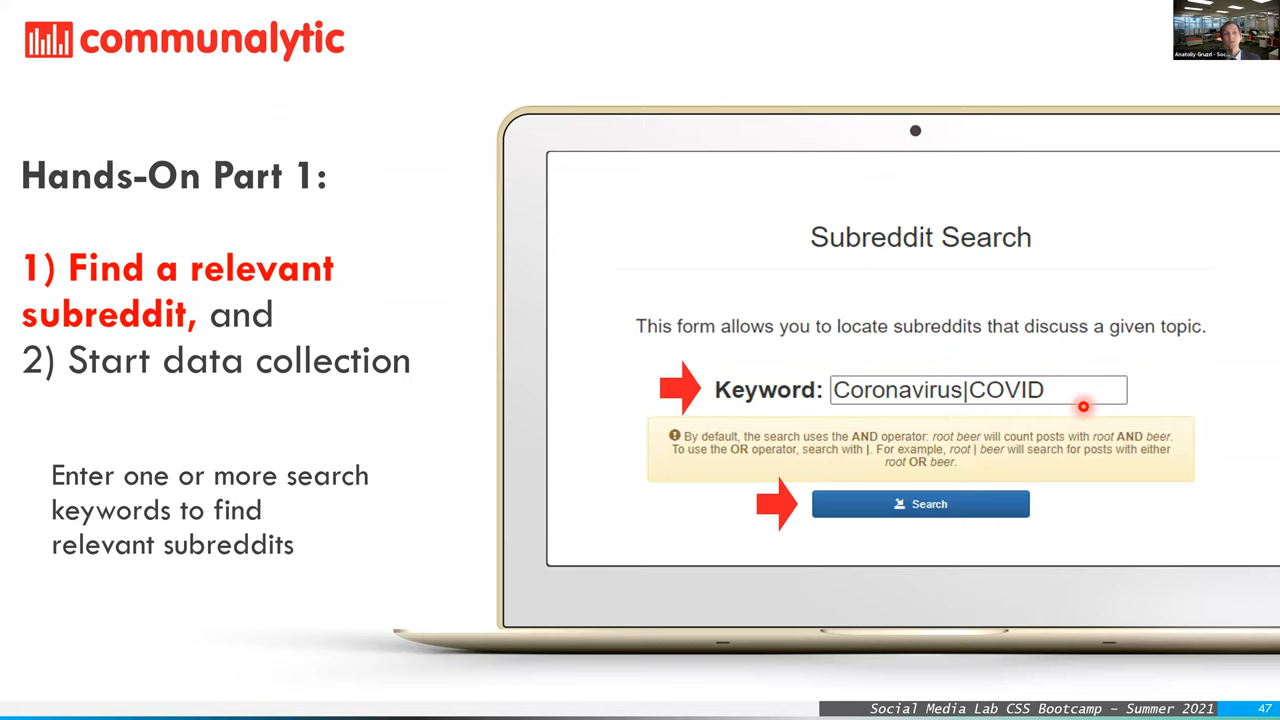 communalytic
Anatoliy Gruzd - Soc...
Hands-On Part 1:
1) Find a relevant
subreddit, and
2) Start data collection
Enter one or more search
keywords to find
relevant subreddits
Subreddit Search
This form allows you to locate subreddits that discuss a given topic.
Keyword: Coronavirus|COVID
By default, the search uses the AND operator: root beer will count posts with root AND beer.
To use the OR operator, search with |. For example, root | beer will search for posts with either
root OR beer.
Search
Social Media Lab CSS Bootcamp – Summer 2021 47